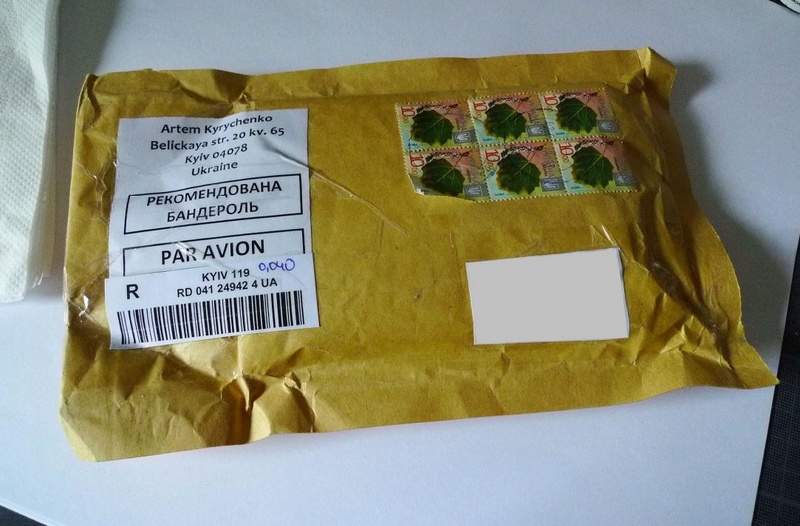 Artem Kyrychenko
Belickaya str. 20 kv. 65
Kyiv 04078
Ukraine
РЕКОМЕНДОВАНА
БАНДЕРОЛЬ
PAR AVION
KYIV 119 0,040
R RD 041 24942 4 UA